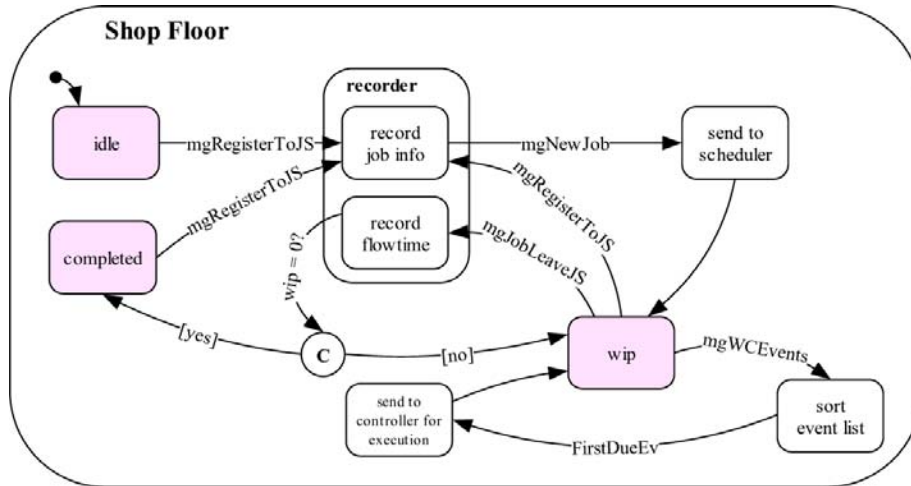 Shop Floor
recorder
idle
mgRegisterToJS
record
job info
mgNewJob
send to
scheduler
mgRegisterToJS
mgRegisterToJS
completed
record
flowtime
mgJobLeaveJS
wip = 0?
[yes]
C
[no]
wip
mgWCEvents
send to
controller for
execution
FirstDueEv
sort
event list